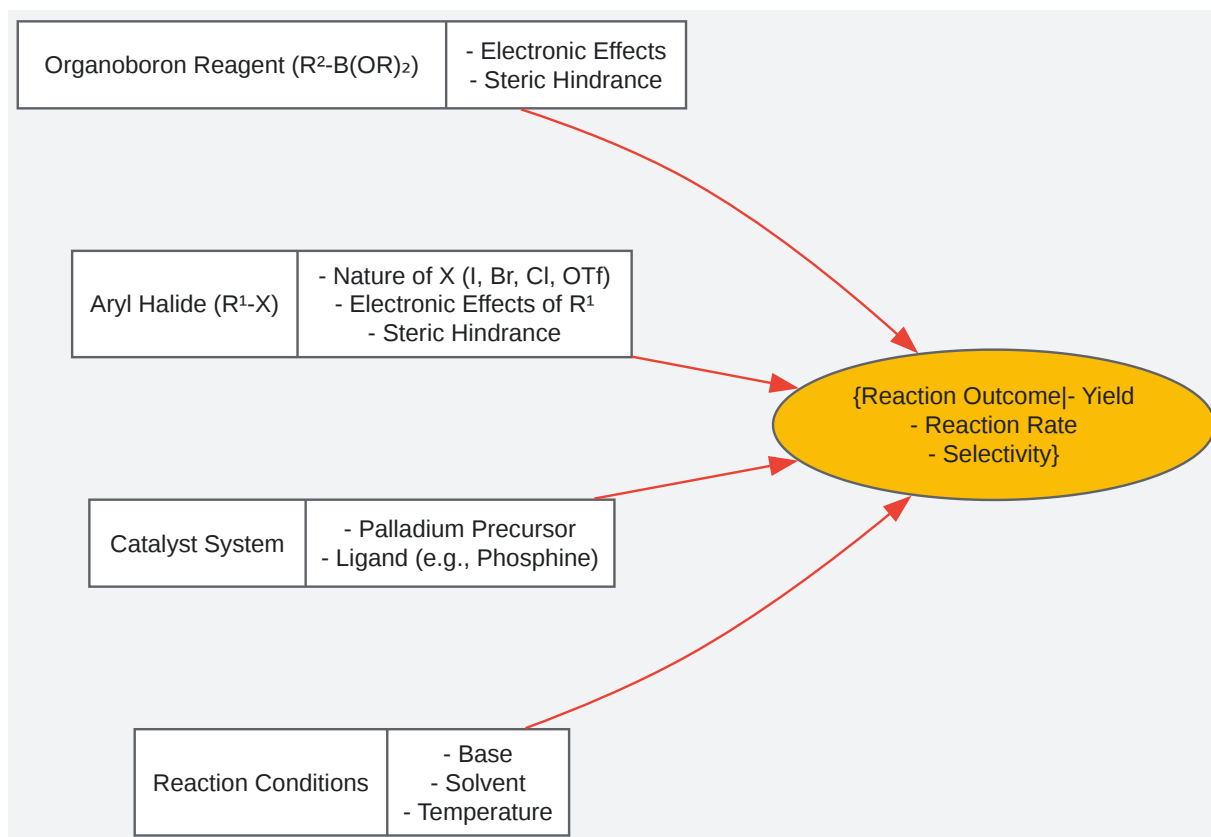 Organoboron Reagent (R²-B(OR)₂)
- Electronic Effects
- Steric Hindrance
Aryl Halide (R¹-X)
- Nature of X (I, Br, Cl, OTf)
- Electronic Effects of R¹
- Steric Hindrance
{Reaction Outcome|- Yield
- Reaction Rate
- Selectivity}
Catalyst System
- Palladium Precursor
- Ligand (e.g., Phosphine)
Reaction Conditions
- Base
- Solvent
- Temperature